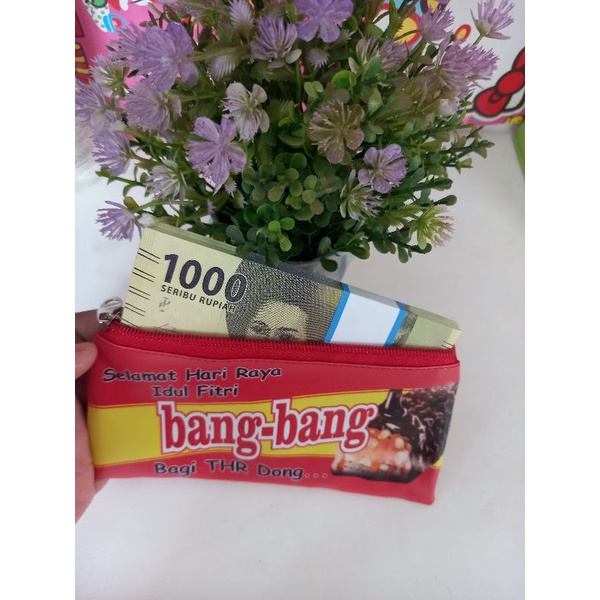 1000
SERIBU RUPIAH
Selamat Hari Raya
Idul Fitri
bang-bang
Bagi THR Dong...